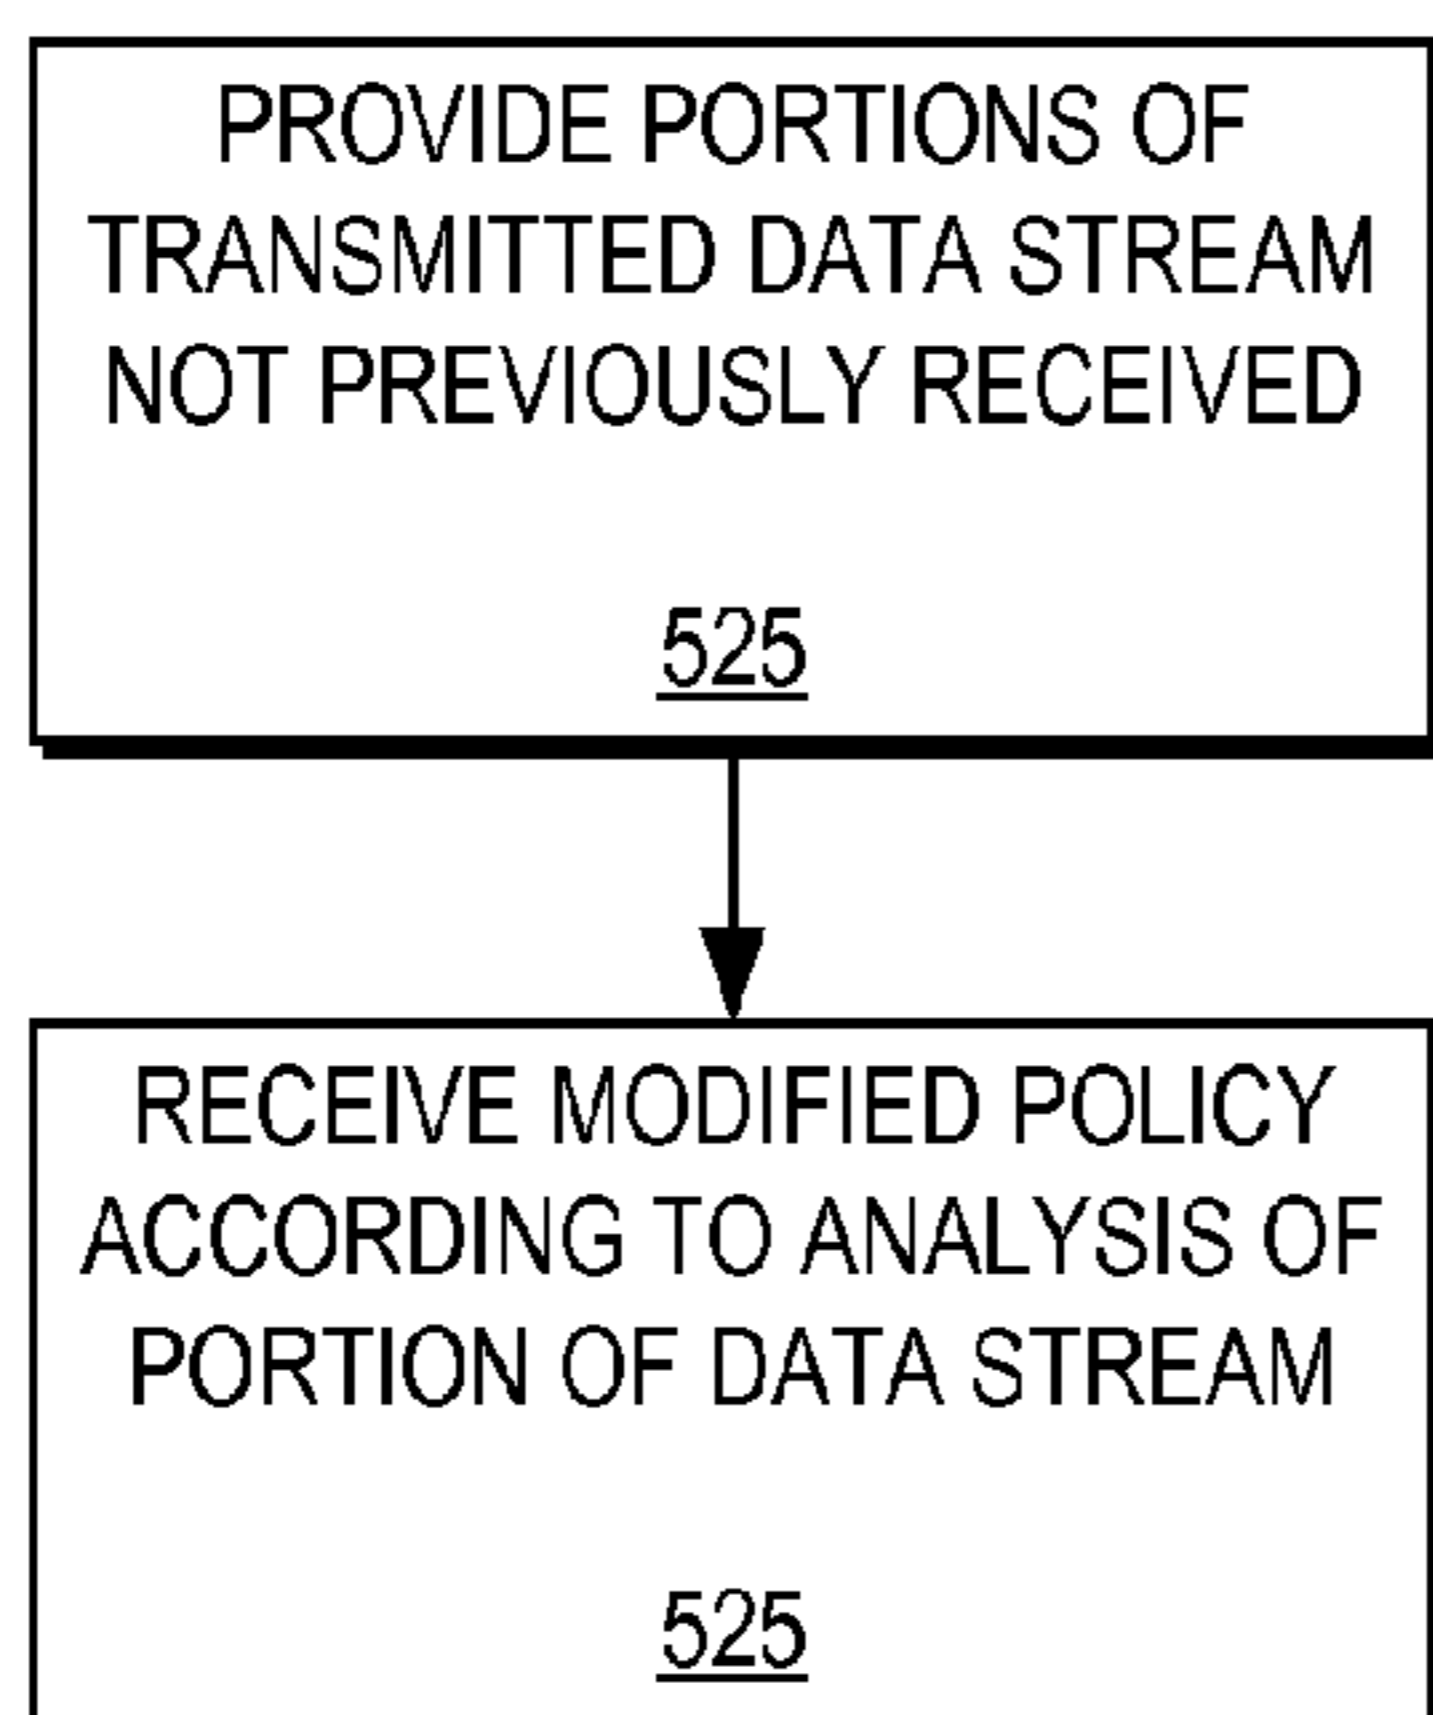 PROVIDE PORTIONS OF
TRANSMITTED DATA STREAM
NOT PREVIOUSLY RECEIVED
525
RECEIVE MODIFIED POLICY
ACCORDING TO ANALYSIS OF
PORTION OF DATA STREAM
525